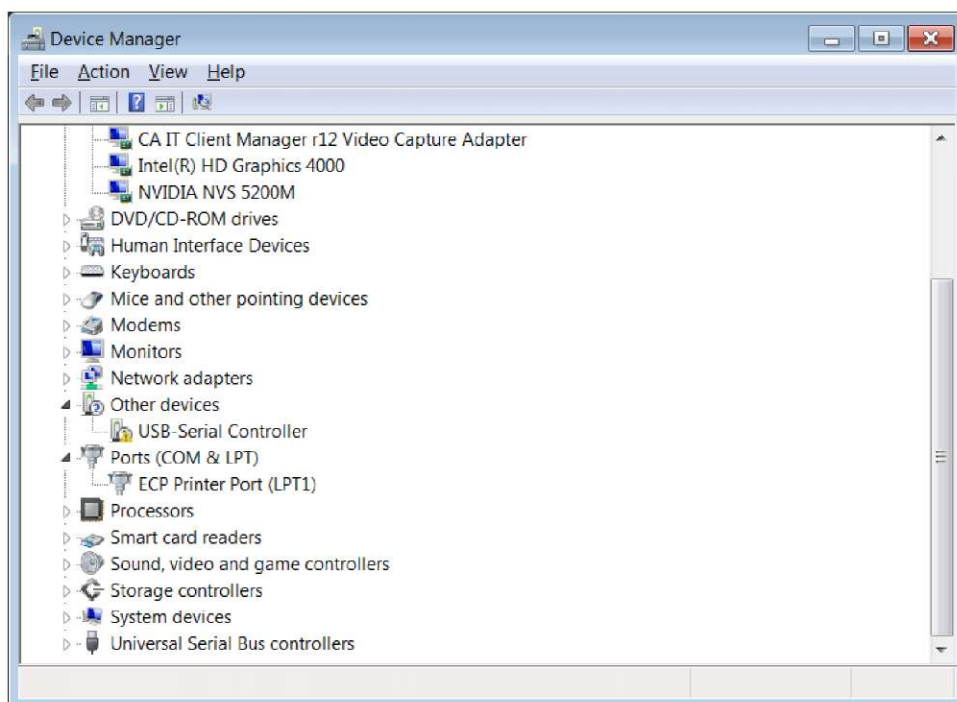 Device Manager
File Action View Help
CA IT Client Manager r12 Video Capture Adapter
Intel(R) HD Graphics 4000
NVIDIA NVS 5200M
DVD/CD-ROM drives
Human Interface Devices
Keyboards
Mice and other pointing devices
Modems
Monitors
Network adapters
Other devices
USB-Serial Controller
Ports (COM & LPT)
ECP Printer Port (LPT1)
Processors
Smart card readers
Sound, video and game controllers
Storage controllers
System devices
Universal Serial Bus controllers